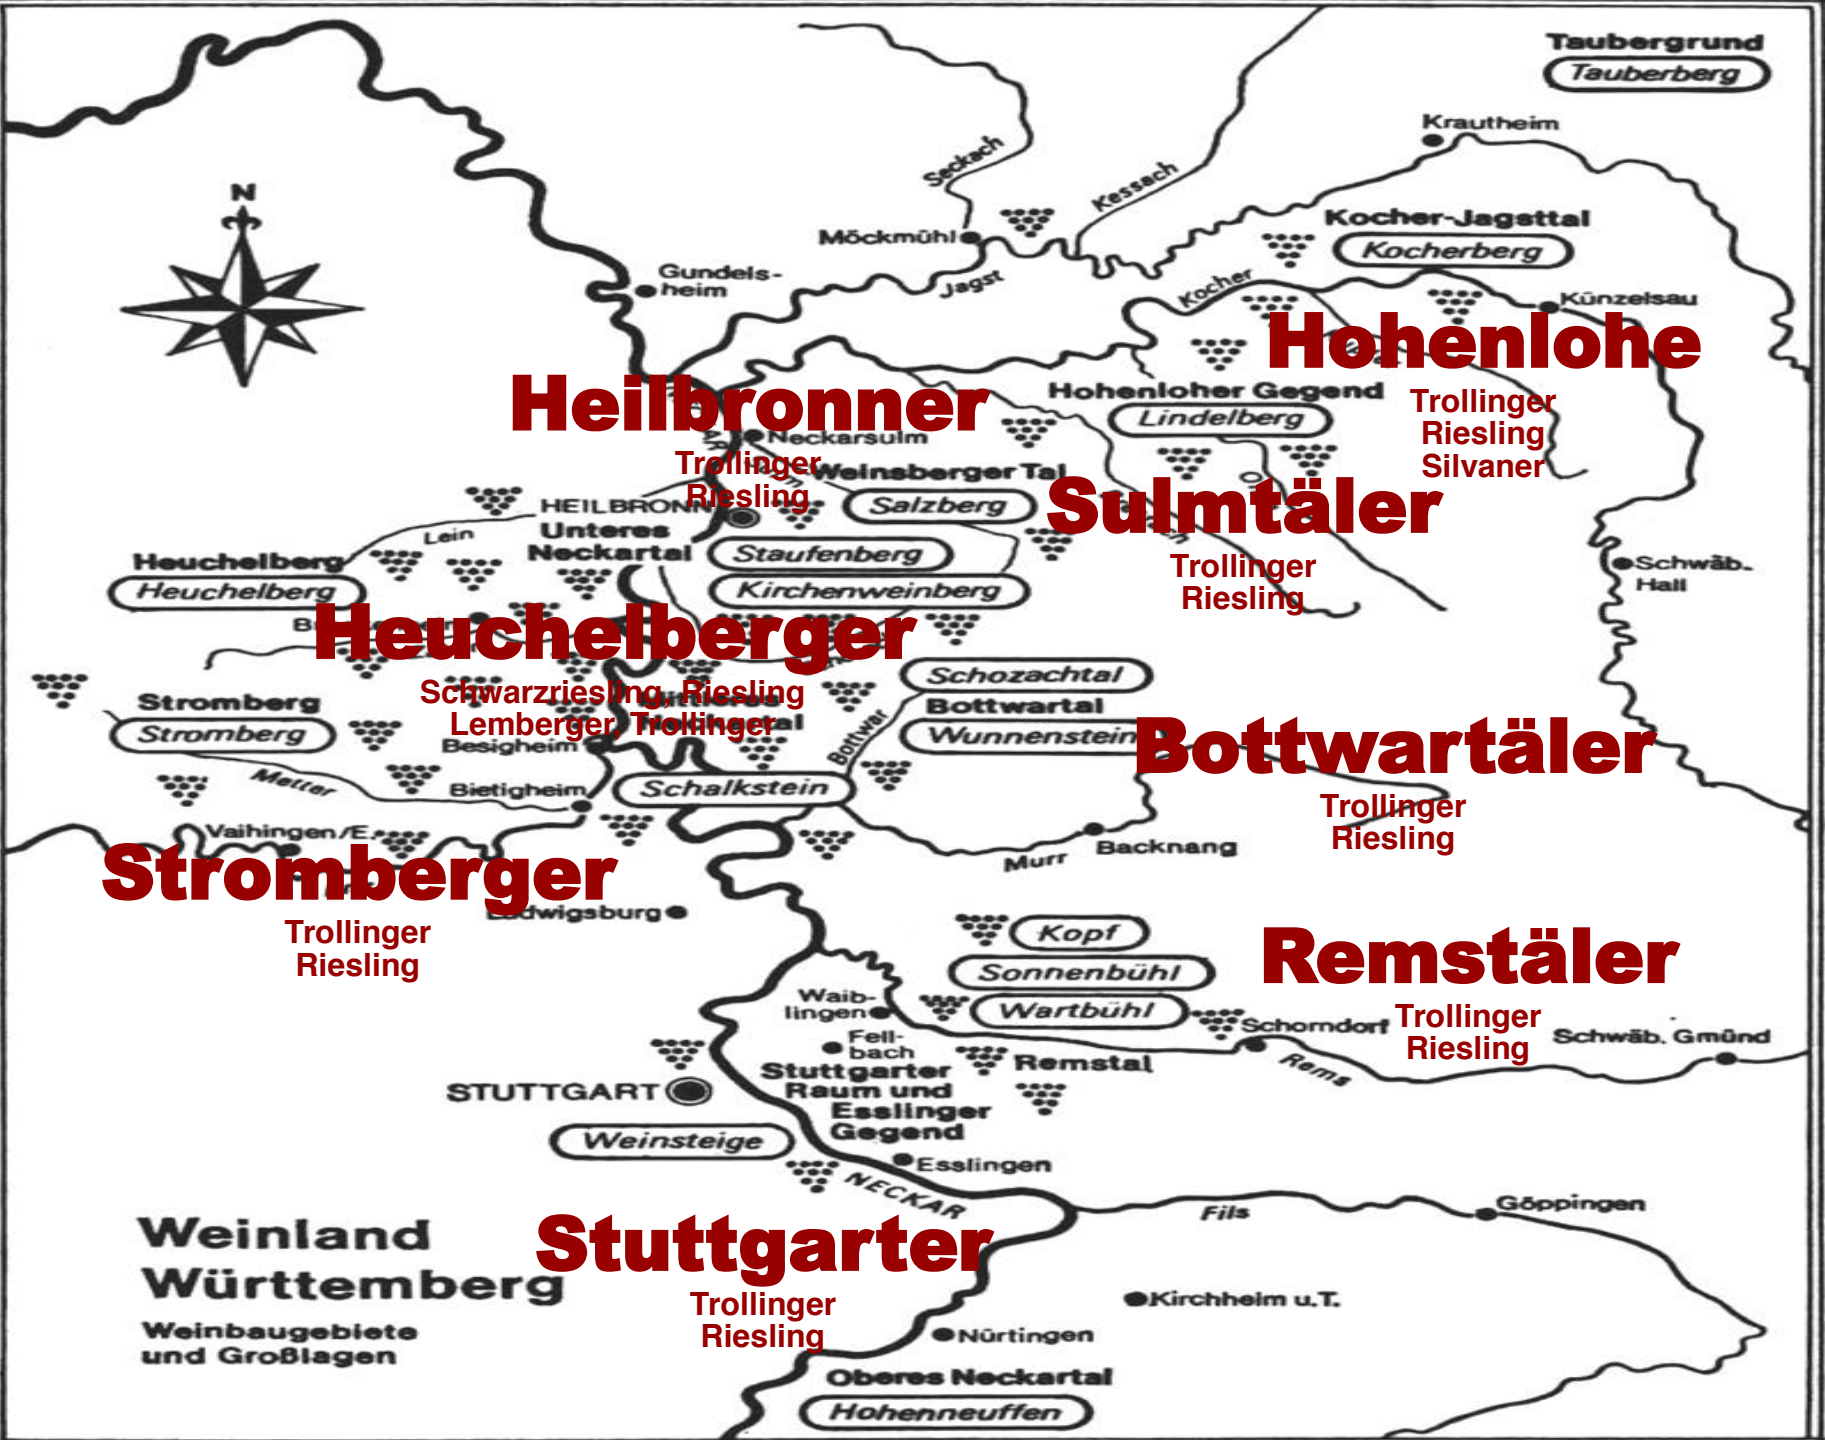 Taubergrund
Tauberberg
Krautheim
Seckach
Kessach
N
Kocher-Jagsttal
Kocherberg
Möckmühl
Gundels-
heim
Jagst
Kocher
Künzelsau
Hohenlohe
Trollinger
Riesling
Silvaner
Hohenloher Gegend
Lindelberg
Heilbronner
Trollinger
Riesling
Neckarsulm
Weinsberger Tal
Salzberg
Sulmtäler
Trollinger
Riesling
HEILBRONN
Unteres
Neckartal
Staufenberg
Kirchenweinberg
Lein
Heuchelberg
Heuchelberg
Schwäb.
Hall
Heuchelberger
Schwarzriesling, Riesling
Lemberger, Trollinger
Schozachtal
Bottwartal
Wunnenstein
Stromberg
Stromberg
Besigheim
Bottwar
Bottwartäler
Trollinger
Riesling
Metter
Bietigheim
Schalkstein
Vaihingen/E.
Murr
Backnang
Stromberger
Trollinger
Riesling
Ludwigsburg
Kopf
Sonnenbühl
Wartbühl
Remstäler
Trollinger
Riesling
Waib-
lingen
Schorndorf
Schwäb. Gmünd
Fell-
bach
Remstal
Rems
STUTTGART
Stuttgarter
Raum und
Esslinger
Gegend
Weinsteige
Esslingen
NECKAR
Fils
Göppingen
Weinland
Württemberg
Weinbaugebiete
und Großlagen
Stuttgarter
Trollinger
Riesling
Kirchheim u.T.
Nürtingen
Oberes Neckartal
Hohenneuffen